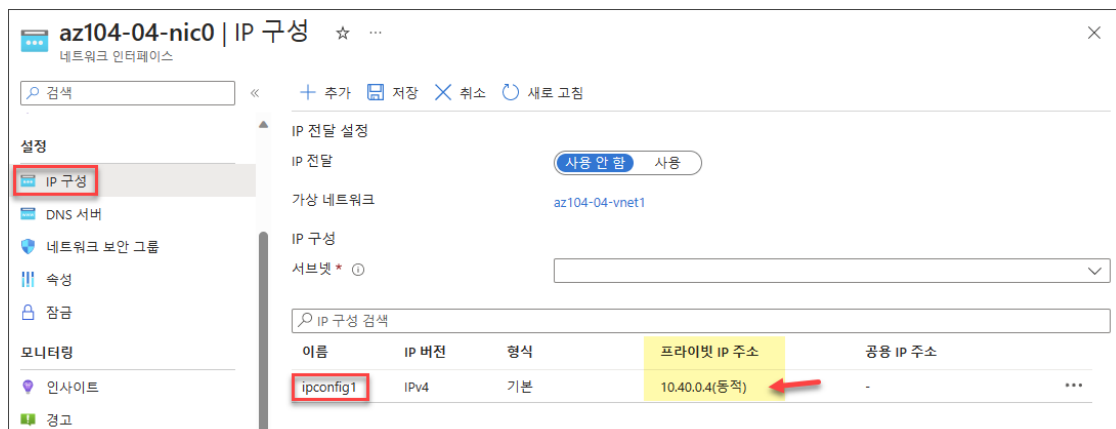 az104-04-nic0 | IP 구성
네트워크 인터페이스
검색
추가 저장 취소 새로 고침
설정
IP 구성
DNS 서버
네트워크 보안 그룹
속성
잠금
모니터링
인사이트
경고
IP 전달 설정
IP 전달 사용 안 함 사용
가상 네트워크 az104-04-vnet1
IP 구성
서브넷 *
IP 구성 검색
이름 IP 버전 형식 프라이빗 IP 주소 공용 IP 주소
ipconfig1 IPv4 기본 10.40.0.4(동적) -